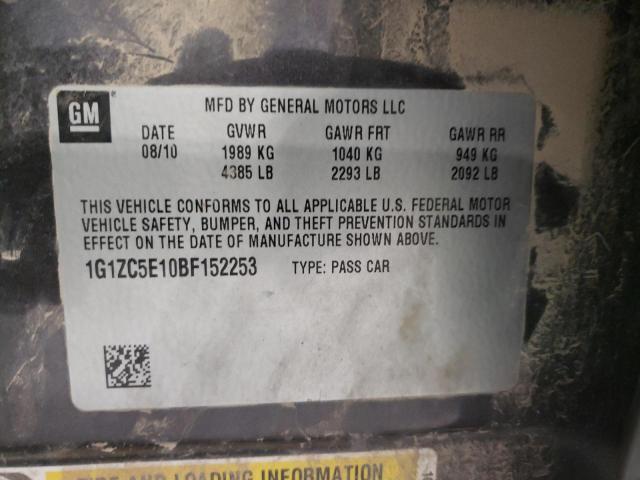 GM
MFD BY GENERAL MOTORS LLC
DATE GVWR GAWR FRT GAWR RR
08/10 1989 KG 1040 KG 949 KG
4385 LB 2293 LB 2092 LB
THIS VEHICLE CONFORMS TO ALL APPLICABLE U.S. FEDERAL MOTOR
VEHICLE SAFETY, BUMPER, AND THEFT PREVENTION STANDARDS IN
EFFECT ON THE DATE OF MANUFACTURE SHOWN ABOVE.
1G1ZC5E10BF152253 TYPE: PASS CAR
TIRE AND LOADING INFORMATION